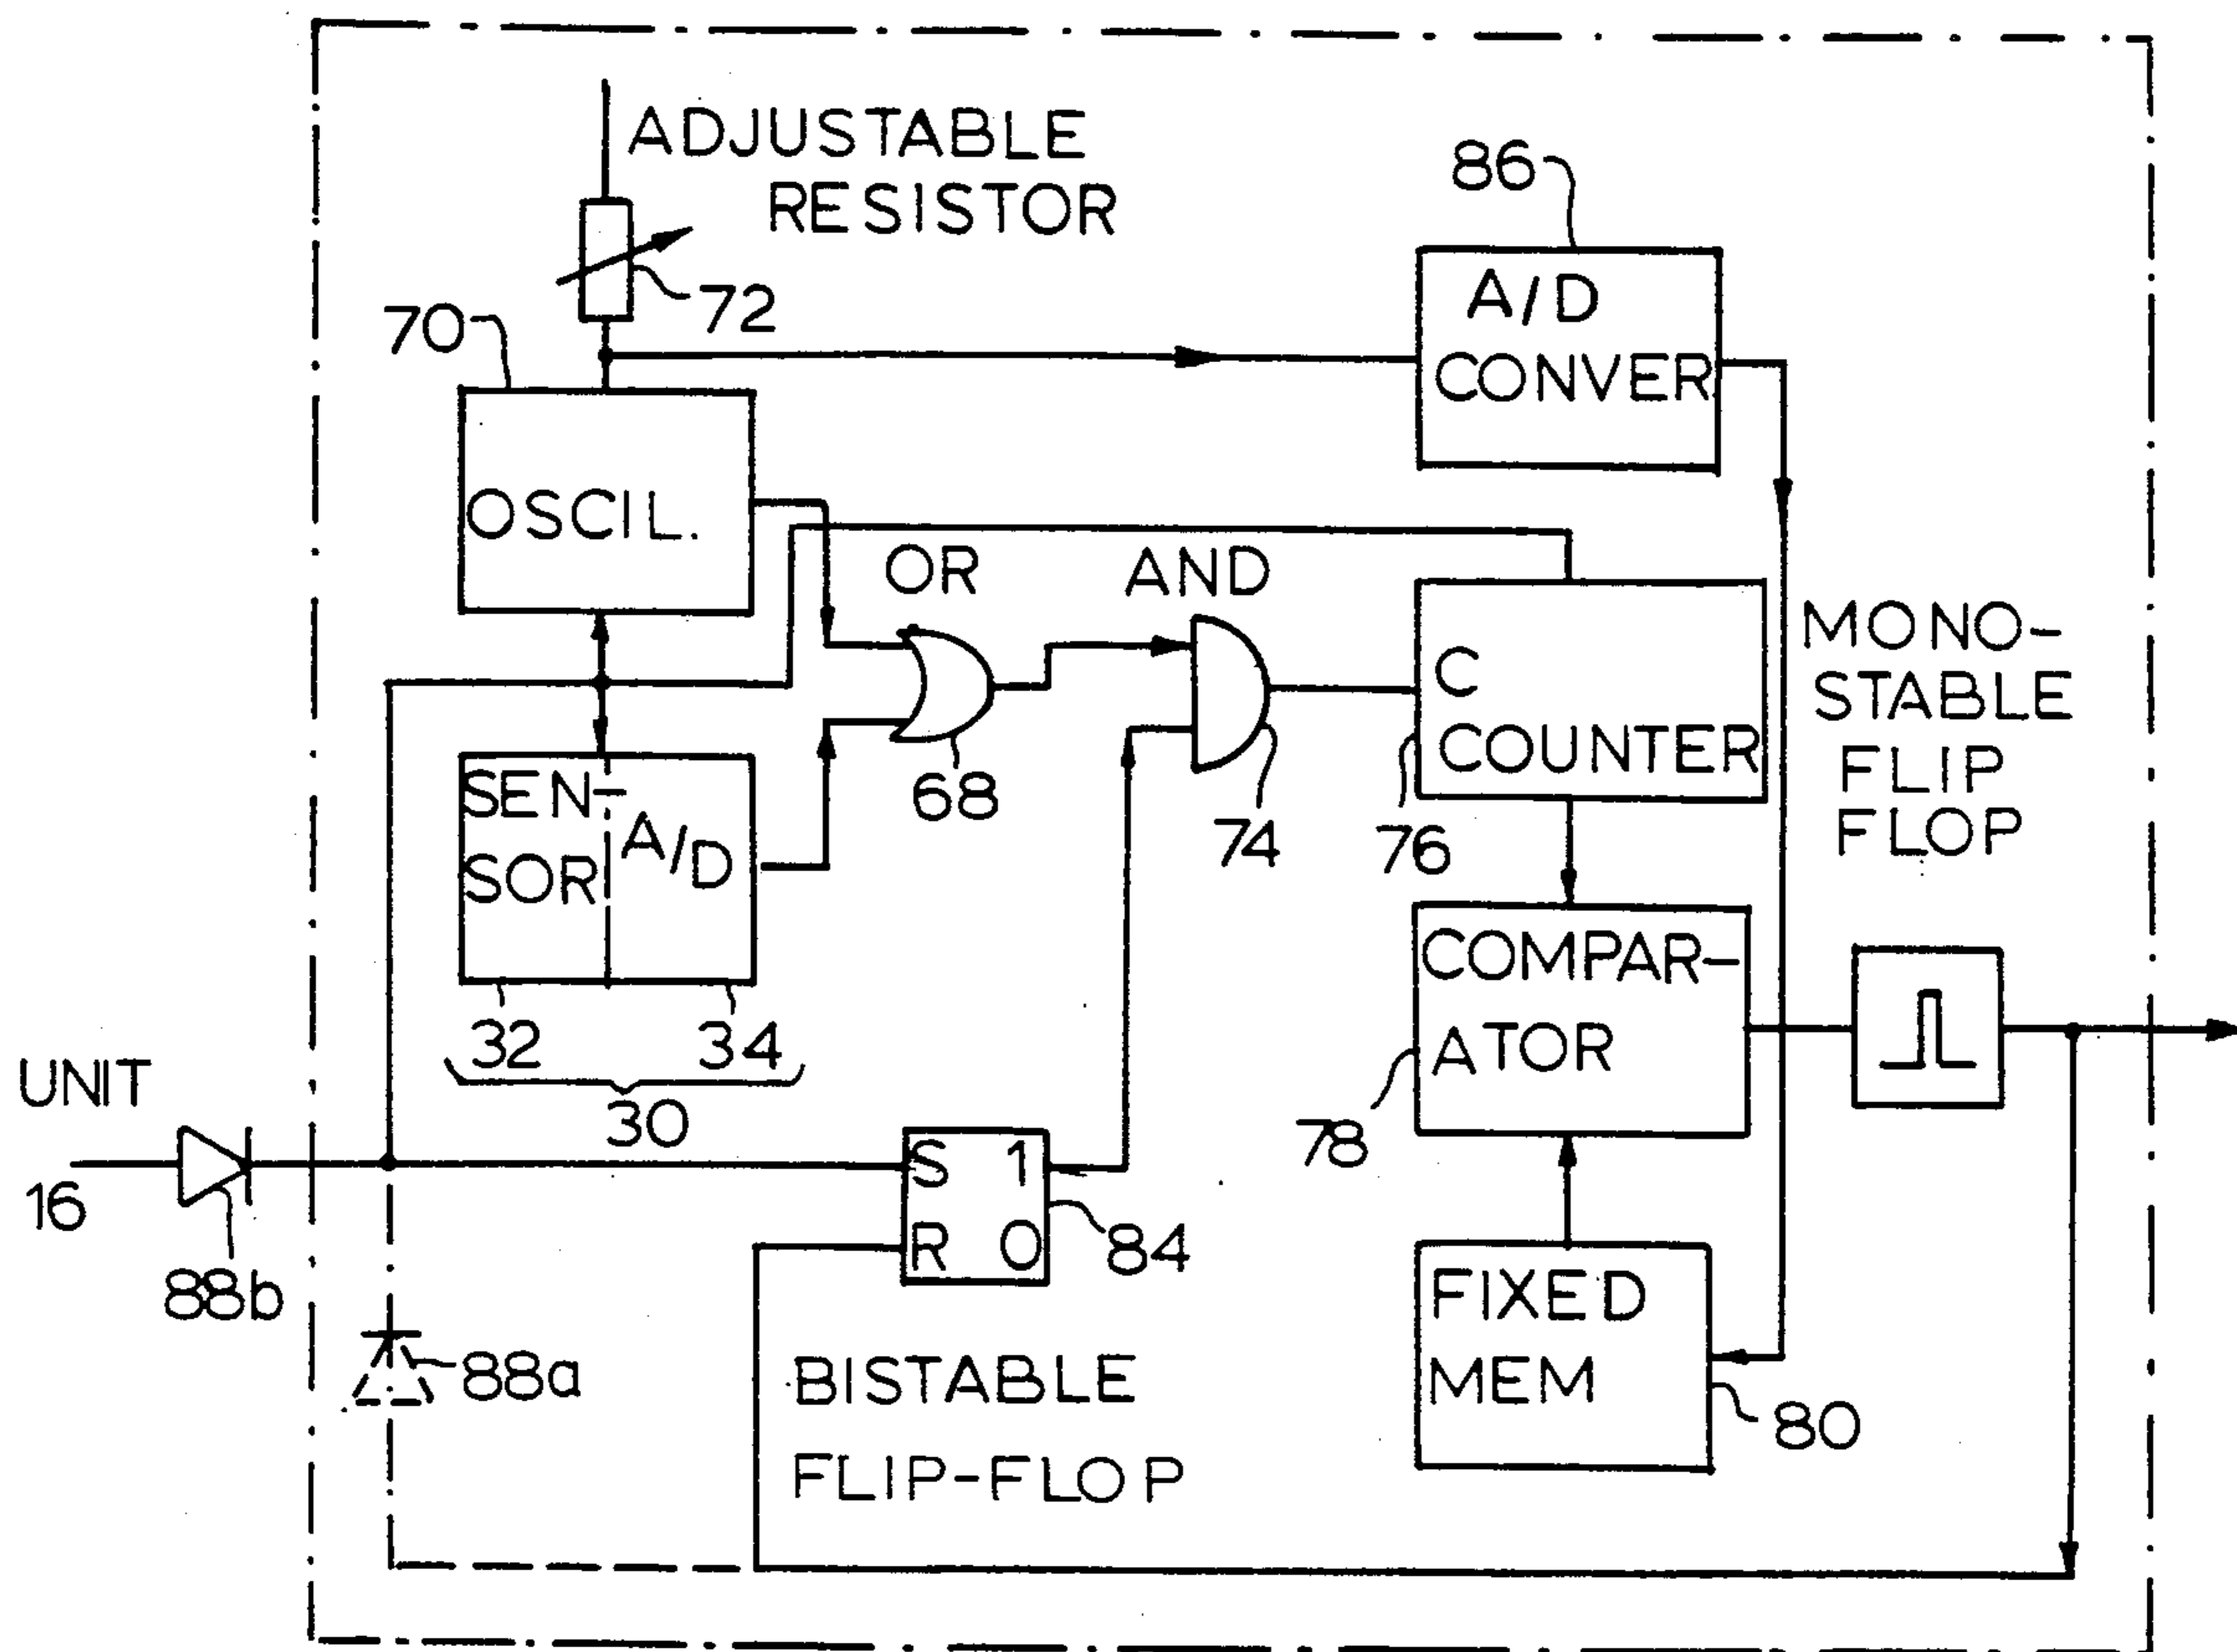 ADJUSTABLE
RESISTOR
86
72
70
A/D
CONVER.
OSCIL.
OR
AND
MONO-
STABLE
FLIP
FLOP
C
COUNTER
68
74
76
SEN-
SOR
A/D
32
34
30
COMPAR-
ATOR
78
UNIT
16
88b
S 1
R 0
84
88a
BISTABLE
FLIP-FLOP
FIXED
MEM
80